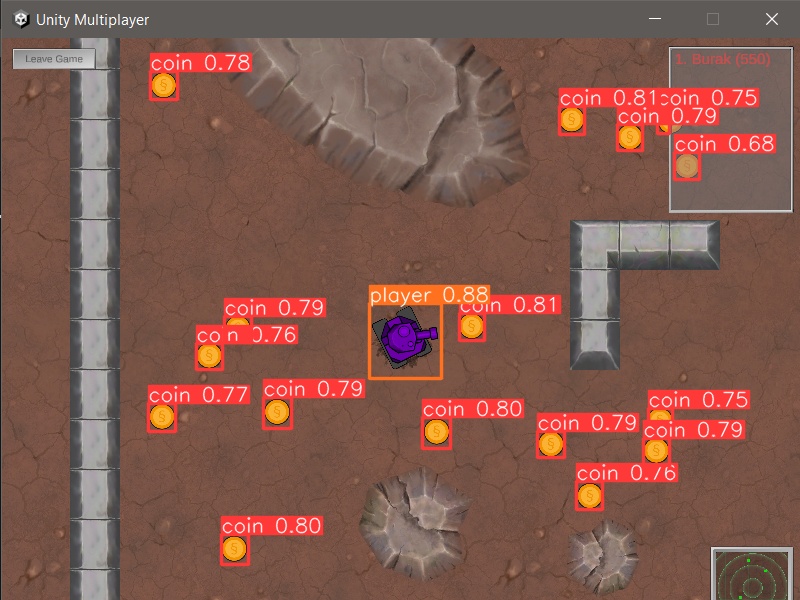 Unity Multiplayer
Leave Game
coin 0.78
1. Burak (550)
coin 0.81
coin 0.75
coin 0.79
coin 0.68
player 0.88
coin 0.79
coin 0.81
co n 0.76
coin 0.77
coin 0.79
coin 0.80
coin 0.75
coin 0.79
coin 0.79
coin 0.76
coin 0.80